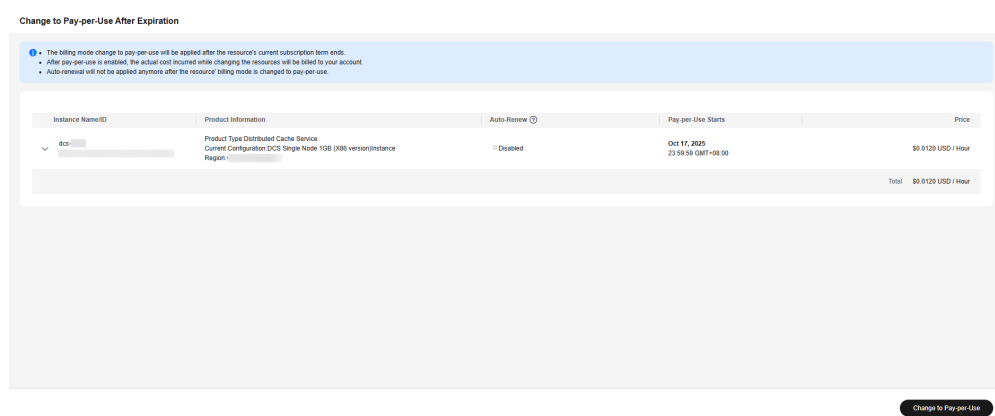 Change to Pay-per-Use After Expiration
The billing mode change to pay-per-use will be applied after the resource's current subscription term ends.
After pay-per-use is enabled, the actual cost incurred while changing the resources will be billed to your account.
Auto-renewal will not be applied anymore after the resource' billing mode is changed to pay-per-use.
Instance Name/ID Product Information Auto-Renew Pay-per-Use Starts Price
dcs-
Product Type:Distributed Cache Service
Current Configuration:DCS Single Node 1GB (X86 version)/instance
Region:
Disabled
Oct 17, 2025
23:59:59 GMT+08:00
$0.0120 USD / Hour
Total $0.0120 USD / Hour
Change to Pay-per-Use